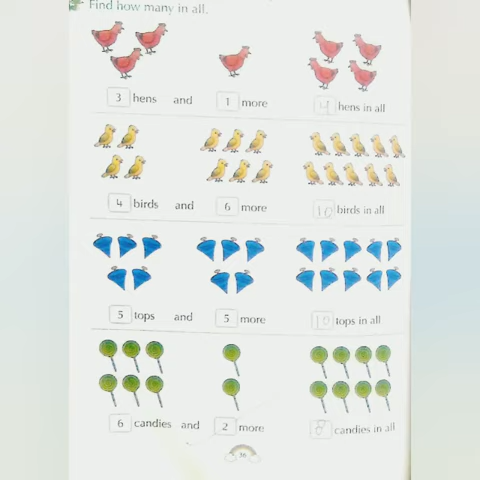 Find how many in all.
3 hens and 1 more 4 hens in all
4 birds and 6 more 10 birds in all
5 tops and 5 more 10 tops in all
6 candies and 2 more 8 candies in all
36